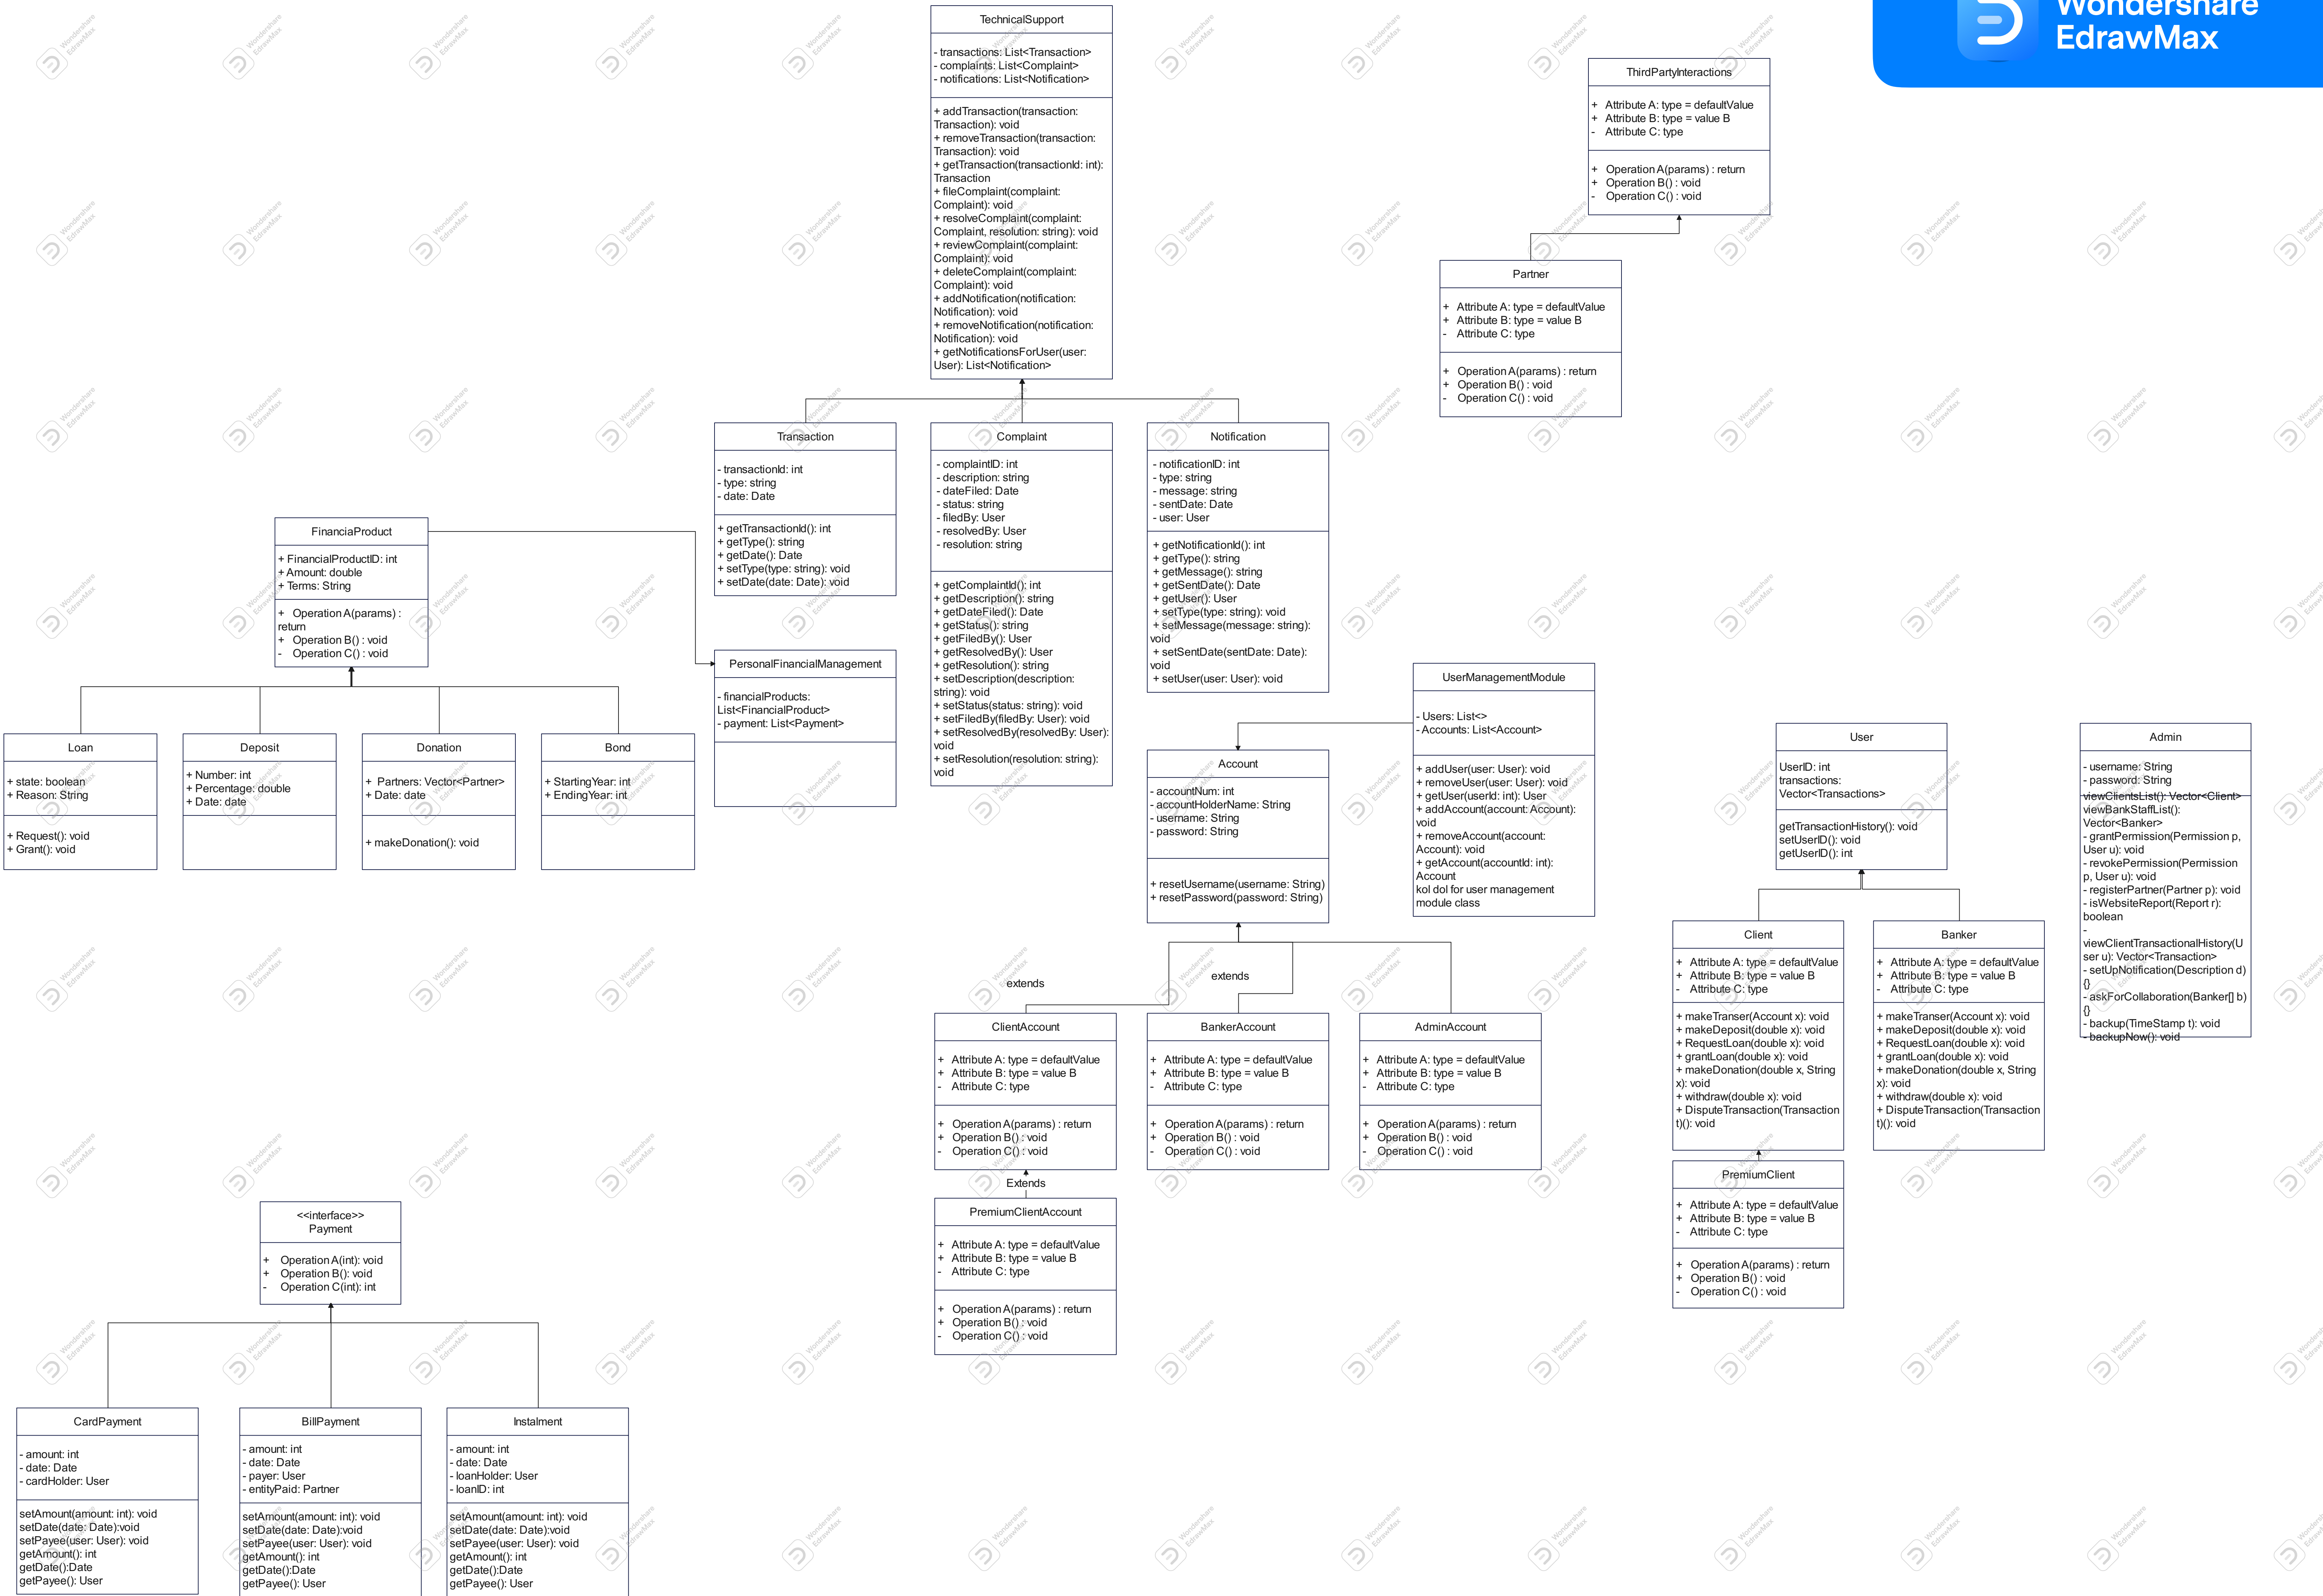 Wondershare
EdrawMax
TechnicalSupport
- transactions: List<Transaction>
- complaints: List<Complaint>
- notifications: List<Notification>
+ addTransaction(transaction:
Transaction): void
+ removeTransaction(transaction:
Transaction): void
+ getTransaction(transactionId: int):
Transaction
+ fileComplaint(complaint:
Complaint): void
+ resolveComplaint(complaint:
Complaint, resolution: string): void
+ reviewComplaint(complaint:
Complaint): void
+ deleteComplaint(complaint:
Complaint): void
+ addNotification(notification:
Notification): void
+ removeNotification(notification:
Notification): void
+ getNotificationsForUser(user:
User): List<Notification>
ThirdPartyInteractions
+ Attribute A: type = defaultValue
+ Attribute B: type = value B
- Attribute C: type
+ Operation A(params) : return
+ Operation B() : void
- Operation C() : void
Partner
+ Attribute A: type = defaultValue
+ Attribute B: type = value B
- Attribute C: type
+ Operation A(params) : return
+ Operation B() : void
- Operation C() : void
Transaction
- transactionId: int
- type: string
- date: Date
+ getTransactionId(): int
+ getType(): string
+ getDate(): Date
+ setType(type: string): void
+ setDate(date: Date): void
Complaint
- complaintID: int
- description: string
- dateFiled: Date
- status: string
- filedBy: User
- resolvedBy: User
- resolution: string
+ getComplaintId(): int
+ getDescription(): string
+ getDateFiled(): Date
+ getStatus(): string
+ getFiledBy(): User
+ getResolvedBy(): User
+ getResolution(): string
+ setDescription(description:
string): void
+ setStatus(status: string): void
+ setFiledBy(filedBy: User): void
+ setResolvedBy(resolvedBy: User):
void
+ setResolution(resolution: string):
void
Notification
- notificationID: int
- type: string
- message: string
- sentDate: Date
- user: User
+ getNotificationId(): int
+ getType(): string
+ getMessage(): string
+ getSentDate(): Date
+ getUser(): User
+ setType(type: string): void
+ setMessage(message: string):
void
+ setSentDate(sentDate: Date):
void
+ setUser(user: User): void
FinanciaProduct
+ FinancialProductID: int
+ Amount: double
+ Terms: String
+ Operation A(params) :
return
+ Operation B() : void
- Operation C() : void
PersonalFinancialManagement
- financialProducts:
List<FinancialProduct>
- payment: List<Payment>
Loan
+ state: boolean
+ Reason: String
+ Request(): void
+ Grant(): void
Deposit
+ Number: int
+ Percentage: double
+ Date: date
Donation
+ Partners: Vector<Partner>
+ Date: date
+ makeDonation(): void
Bond
+ StartingYear: int
+ EndingYear: int
UserManagementModule
- Users: List<>
- Accounts: List<Account>
+ addUser(user: User): void
+ removeUser(user: User): void
+ getUser(userId: int): User
+ addAccount(account: Account):
void
+ removeAccount(account:
Account): void
+ getAccount(accountId: int):
Account
kol dol for user management
module class
Account
- accountNum: int
- accountHolderName: String
- username: String
- password: String
+ resetUsername(username: String)
+ resetPassword(password: String)
User
UserID: int
transactions:
Vector<Transactions>
getTransactionHistory(): void
setUserID(): void
getUserID(): int
Admin
- username: String
- password: String
viewClientsList(): Vector<Client>
viewBankStaffList():
Vector<Banker>
- grantPermission(Permission p,
User u): void
- revokePermission(Permission
p, User u): void
- registerPartner(Partner p): void
- isWebsiteReport(Report r):
boolean
-
viewClientTransactionalHistory(U
ser u): Vector<Transaction>
- setUpNotification(Description d)
{}
- askForCollaboration(Banker[] b)
{}
- backup(TimeStamp t): void
- backupNow(): void
extends
extends
ClientAccount
+ Attribute A: type = defaultValue
+ Attribute B: type = value B
- Attribute C: type
+ Operation A(params) : return
+ Operation B() : void
- Operation C() : void
BankerAccount
+ Attribute A: type = defaultValue
+ Attribute B: type = value B
- Attribute C: type
+ Operation A(params) : return
+ Operation B() : void
- Operation C() : void
AdminAccount
+ Attribute A: type = defaultValue
+ Attribute B: type = value B
- Attribute C: type
+ Operation A(params) : return
+ Operation B() : void
- Operation C() : void
Client
+ Attribute A: type = defaultValue
+ Attribute B: type = value B
- Attribute C: type
+ makeTranser(Account x): void
+ makeDeposit(double x): void
+ RequestLoan(double x): void
+ grantLoan(double x): void
+ makeDonation(double x, String
x): void
+ withdraw(double x): void
+ DisputeTransaction(Transaction
t)(): void
Banker
+ Attribute A: type = defaultValue
+ Attribute B: type = value B
- Attribute C: type
+ makeTranser(Account x): void
+ makeDeposit(double x): void
+ RequestLoan(double x): void
+ grantLoan(double x): void
+ makeDonation(double x, String
x): void
+ withdraw(double x): void
+ DisputeTransaction(Transaction
t)(): void
Extends
PremiumClientAccount
+ Attribute A: type = defaultValue
+ Attribute B: type = value B
- Attribute C: type
+ Operation A(params) : return
+ Operation B() : void
- Operation C() : void
PremiumClient
+ Attribute A: type = defaultValue
+ Attribute B: type = value B
- Attribute C: type
+ Operation A(params) : return
+ Operation B() : void
- Operation C() : void
<<interface>>
Payment
+ Operation A(int): void
+ Operation B(): void
- Operation C(int): int
CardPayment
- amount: int
- date: Date
- cardHolder: User
setAmount(amount: int): void
setDate(date: Date):void
setPayee(user: User): void
getAmount(): int
getDate():Date
getPayee(): User
BillPayment
- amount: int
- date: Date
- payer: User
- entityPaid: Partner
setAmount(amount: int): void
setDate(date: Date):void
setPayee(user: User): void
getAmount(): int
getDate():Date
getPayee(): User
Instalment
- amount: int
- date: Date
- loanHolder: User
- loanID: int
setAmount(amount: int): void
setDate(date: Date):void
setPayee(user: User): void
getAmount(): int
getDate():Date
getPayee(): User